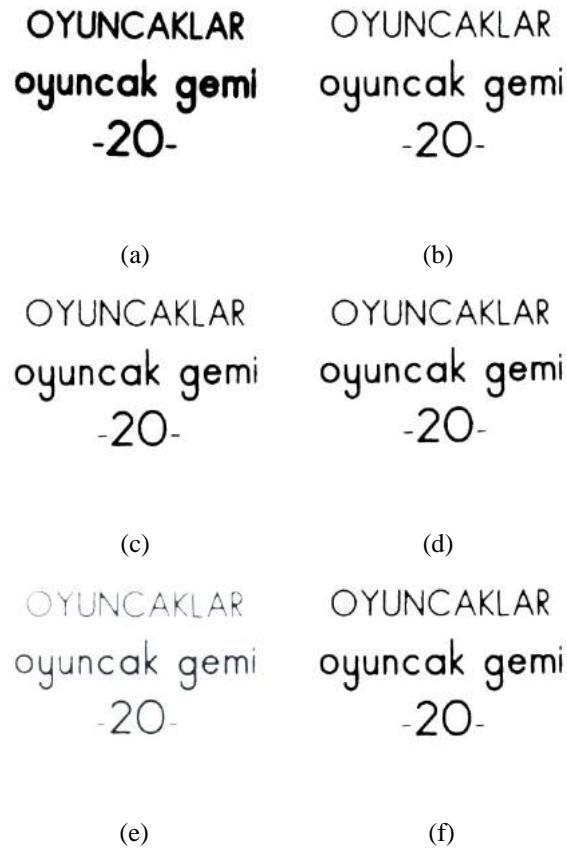 OYUNCAKLAR
oyuncak gemi
-20-
(a)
OYUNCAKLAR
oyuncak gemi
-20-
(b)
OYUNCAKLAR
oyuncak gemi
-20-
(c)
OYUNCAKLAR
oyuncak gemi
-20-
(d)
OYUNCAKLAR
oyuncak gemi
-20-
(e)
OYUNCAKLAR
oyuncak gemi
-20-
(f)